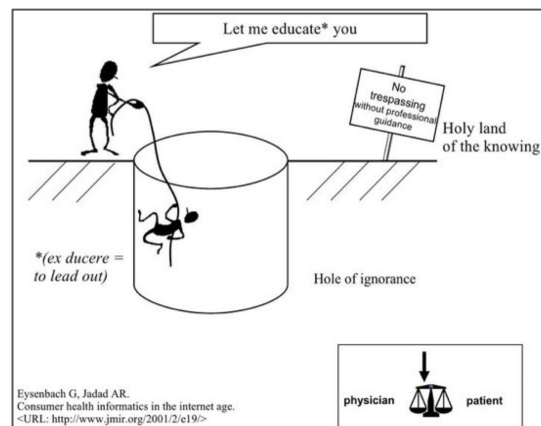 Let me educate* you
No
trespassing
without professional
guidance
Holy land
of the knowing
*(ex ducere =
to lead out)
Hole of ignorance
physician
patient
Eysenbach G, Jadad AR.
Consumer health informatics in the internet age.
<URL: http://www.jmir.org/2001/2/e19/>